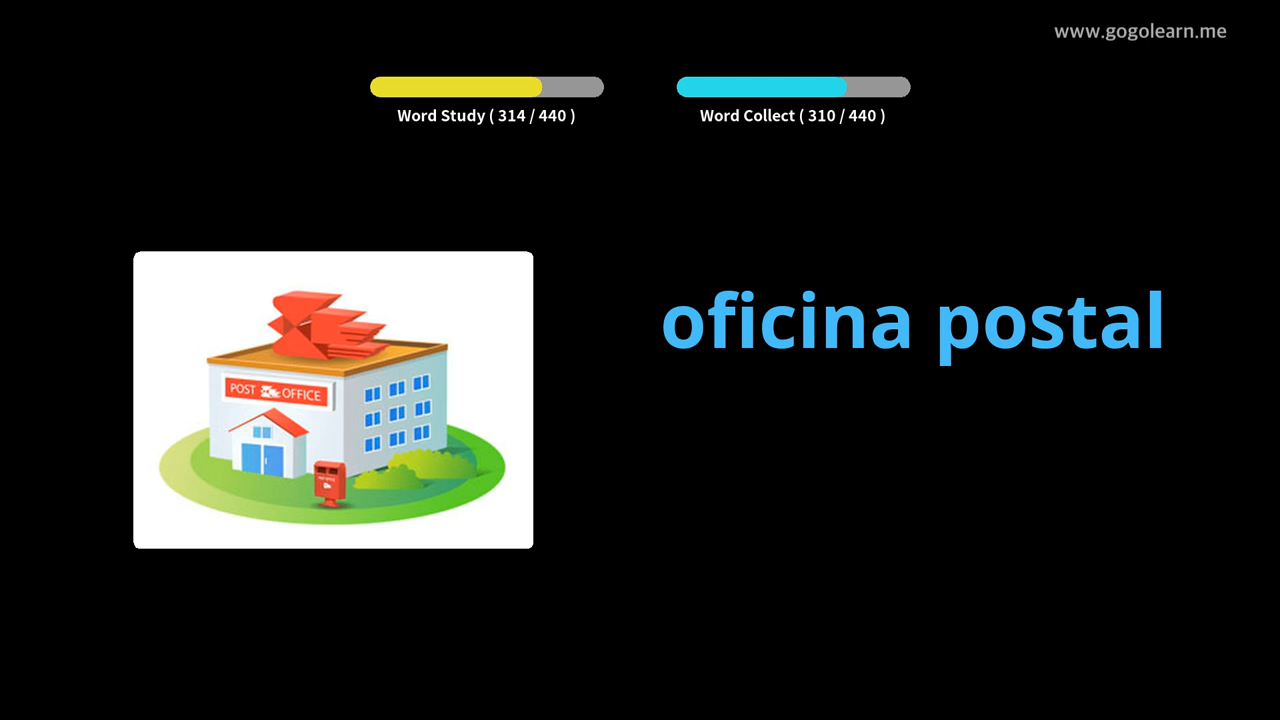 www.gogolearn.me
Word Study ( 314 / 440 )
Word Collect ( 310 / 440 )
oficina postal
POST OFFICE